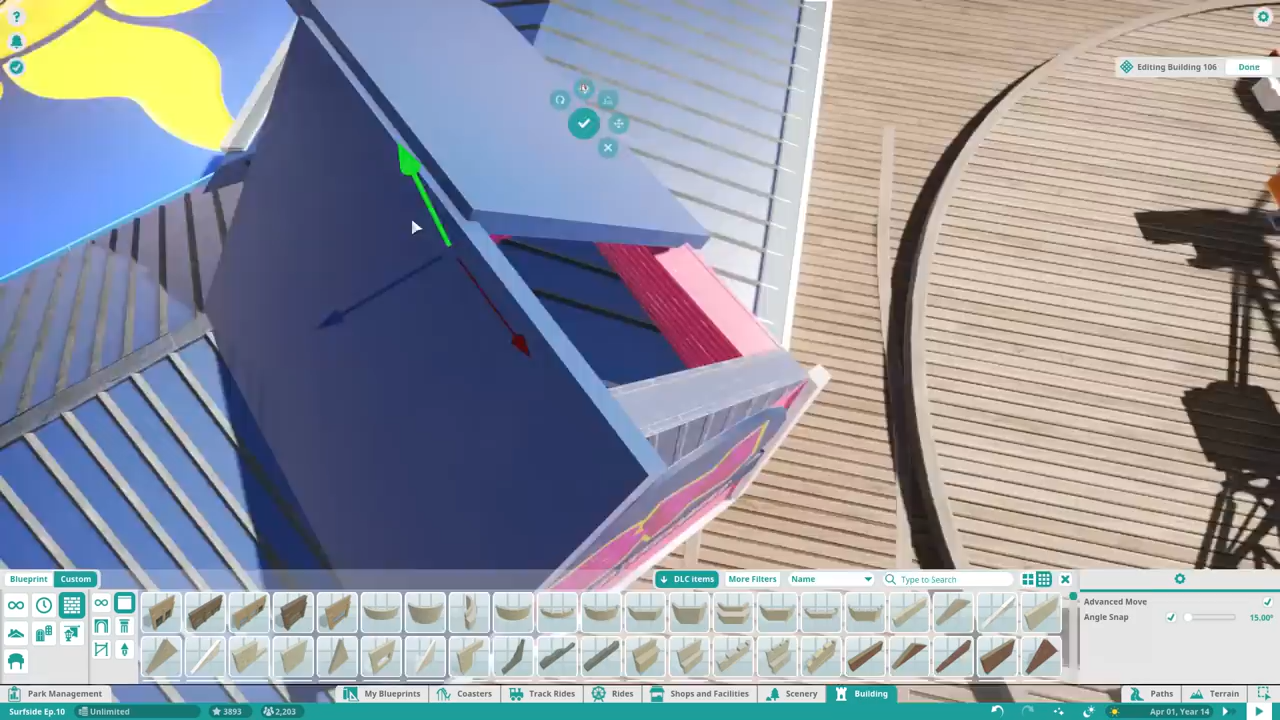 Editing Building 106
Done
Blueprint
Custom
DLC items
More Filters
Name
Type to Search
Advanced Move
Angle Snap
15.00°
Park Management
My Blueprints
Coasters
Track Rides
Rides
Shops and Facilities
Scenery
Building
Paths
Terrain
Surfside Ep.10
Unlimited
3893
2,203
Apr 01, Year 14